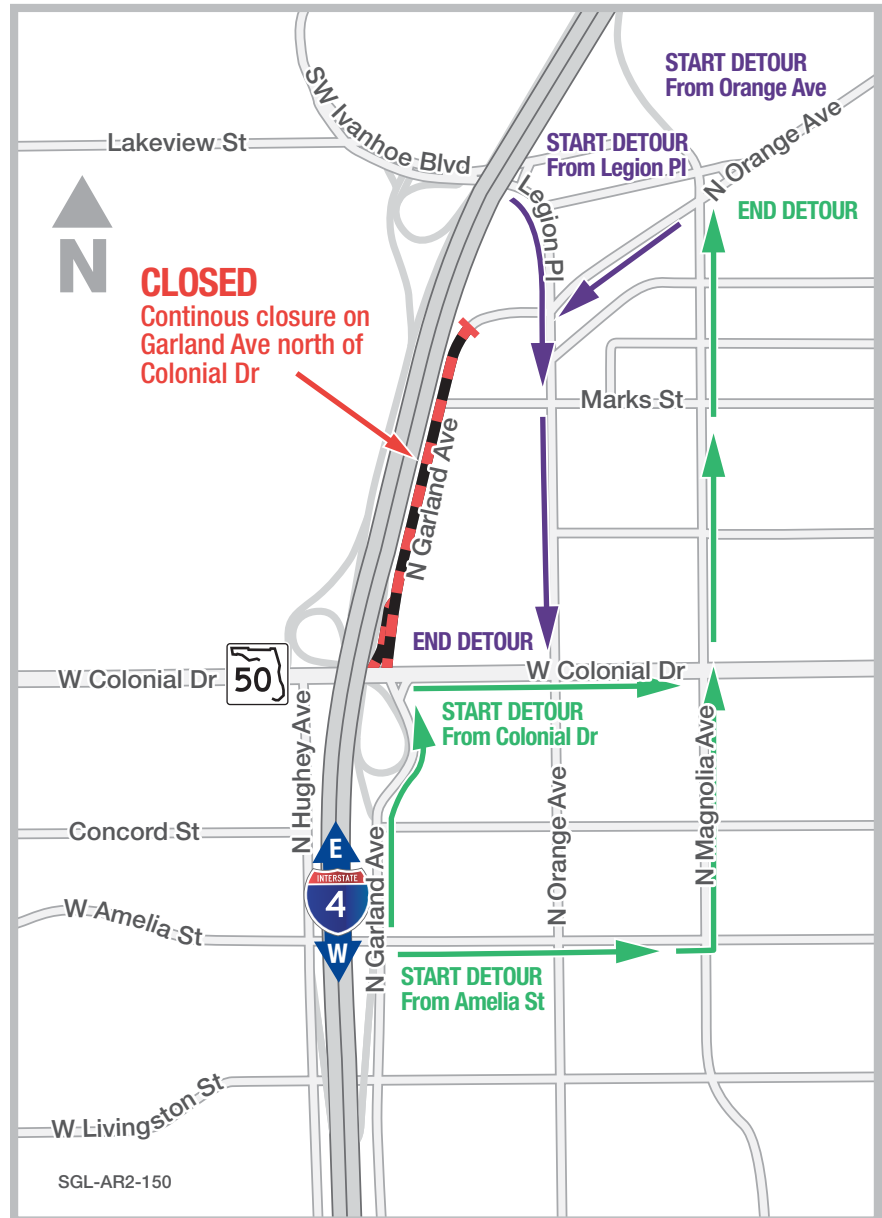 START DETOUR
From Orange Ave
SW Ivanhoe Blvd
Lakeview St
START DETOUR
From Legion Pl
N Orange Ave
Legion Pl
END DETOUR
N
CLOSED
Continous closure on
Garland Ave north of
Colonial Dr
Marks St
N Garland Ave
END DETOUR
W Colonial Dr
50
W Colonial Dr
START DETOUR
From Colonial Dr
N Hughey Ave
N Orange Ave
N Magnolia Ave
Concord St
E
INTERSTATE
4
W
N Garland Ave
W Amelia St
START DETOUR
From Amelia St
W Livingston St
SGL-AR2-150